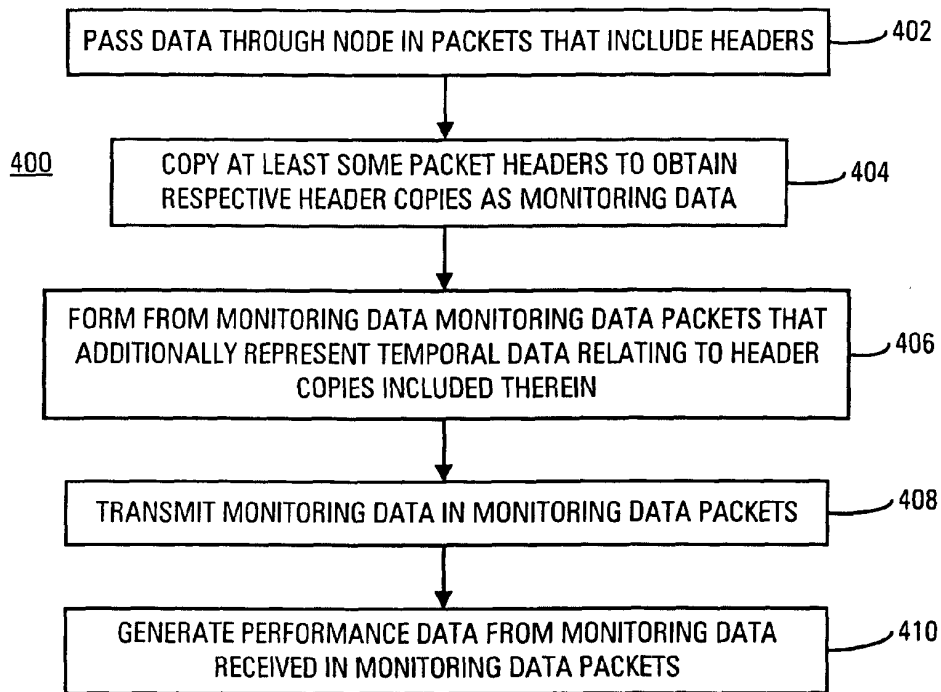 PASS DATA THROUGH NODE IN PACKETS THAT INCLUDE HEADERS
402
400
COPY AT LEAST SOME PACKET HEADERS TO OBTAIN
RESPECTIVE HEADER COPIES AS MONITORING DATA
404
FORM FROM MONITORING DATA MONITORING DATA PACKETS THAT
ADDITIONALLY REPRESENT TEMPORAL DATA RELATING TO HEADER
COPIES INCLUDED THEREIN
406
TRANSMIT MONITORING DATA IN MONITORING DATA PACKETS
408
GENERATE PERFORMANCE DATA FROM MONITORING DATA
RECEIVED IN MONITORING DATA PACKETS
410